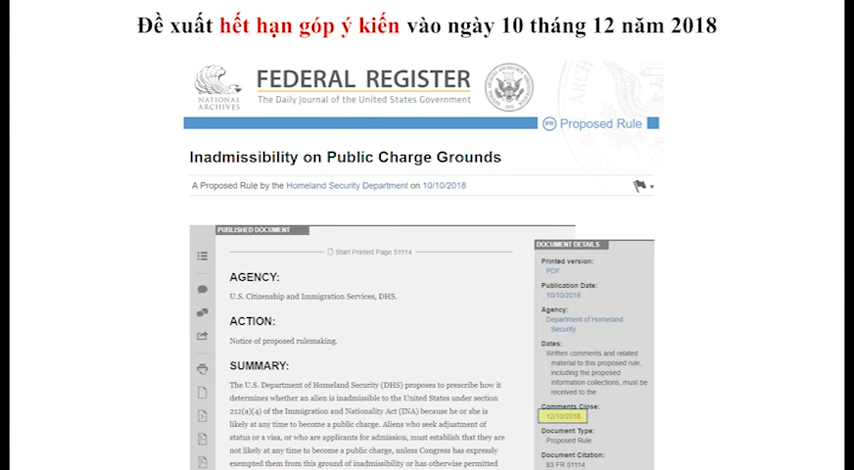 Đề xuất hết hạn góp ý kiến vào ngày 10 tháng 12 năm 2018
NATIONAL
ARCHIVES
FEDERAL REGISTER
The Daily Journal of the United States Government
PR Proposed Rule
Inadmissibility on Public Charge Grounds
A Proposed Rule by the Homeland Security Department on 10/10/2018
PUBLISHED DOCUMENT
Start Printed Page 51114
AGENCY:
U.S. Citizenship and Immigration Services, DHS.
ACTION:
Notice of proposed rulemaking.
SUMMARY:
The U.S. Department of Homeland Security (DHS) proposes to prescribe how it
determines whether an alien is inadmissible to the United States under section
212(a)(4) of the Immigration and Nationality Act (INA) because he or she is
likely at any time to become a public charge. Aliens who seek adjustment of
status or a visa, or who are applicants for admission, must establish that they are
not likely at any time to become a public charge, unless Congress has expressly
exempted them from this ground of inadmissibility or has otherwise permitted
DOCUMENT DETAILS
Printed version:
PDF
Publication Date:
10/10/2018
Agency:
Department of Homeland
Security
Dates:
Written comments and related
material to this proposed rule,
including the proposed
information collections, must be
received to the
Comments Close:
12/10/2018
Document Type:
Proposed Rule
Document Citation:
83 FR 51114